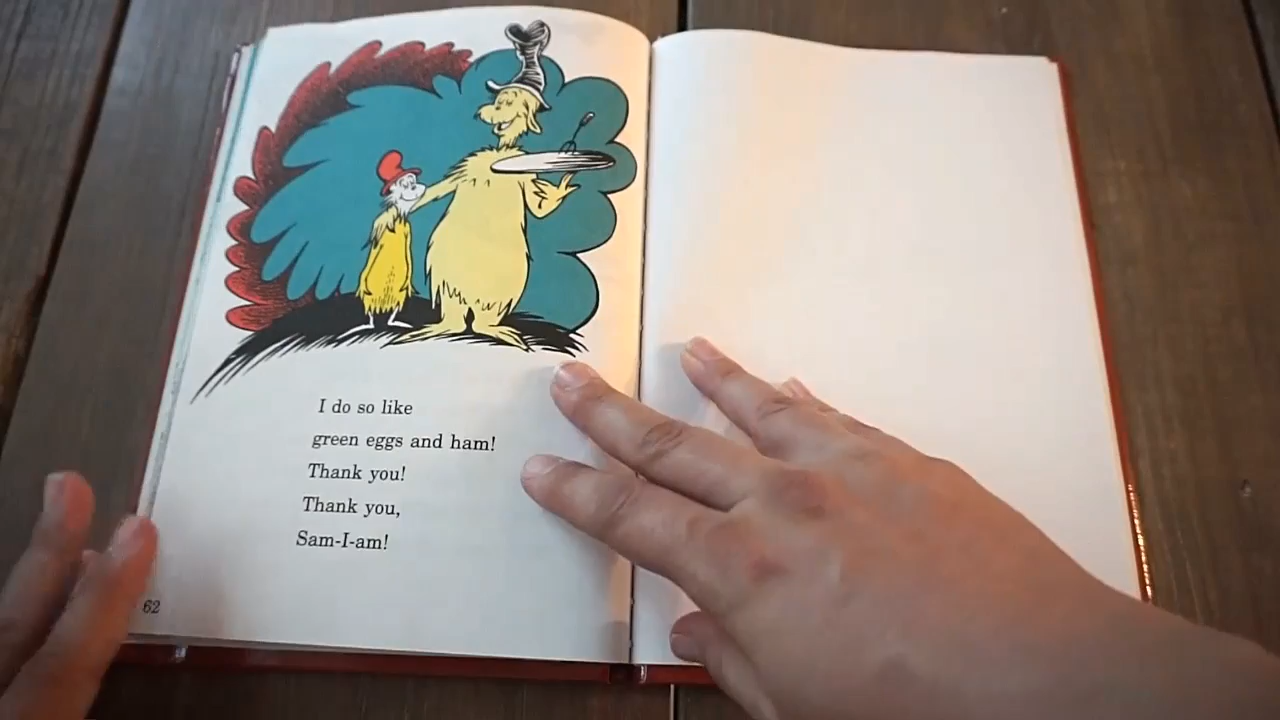 I do so like
green eggs and ham!
Thank you!
Thank you,
Sam-I-am!
62